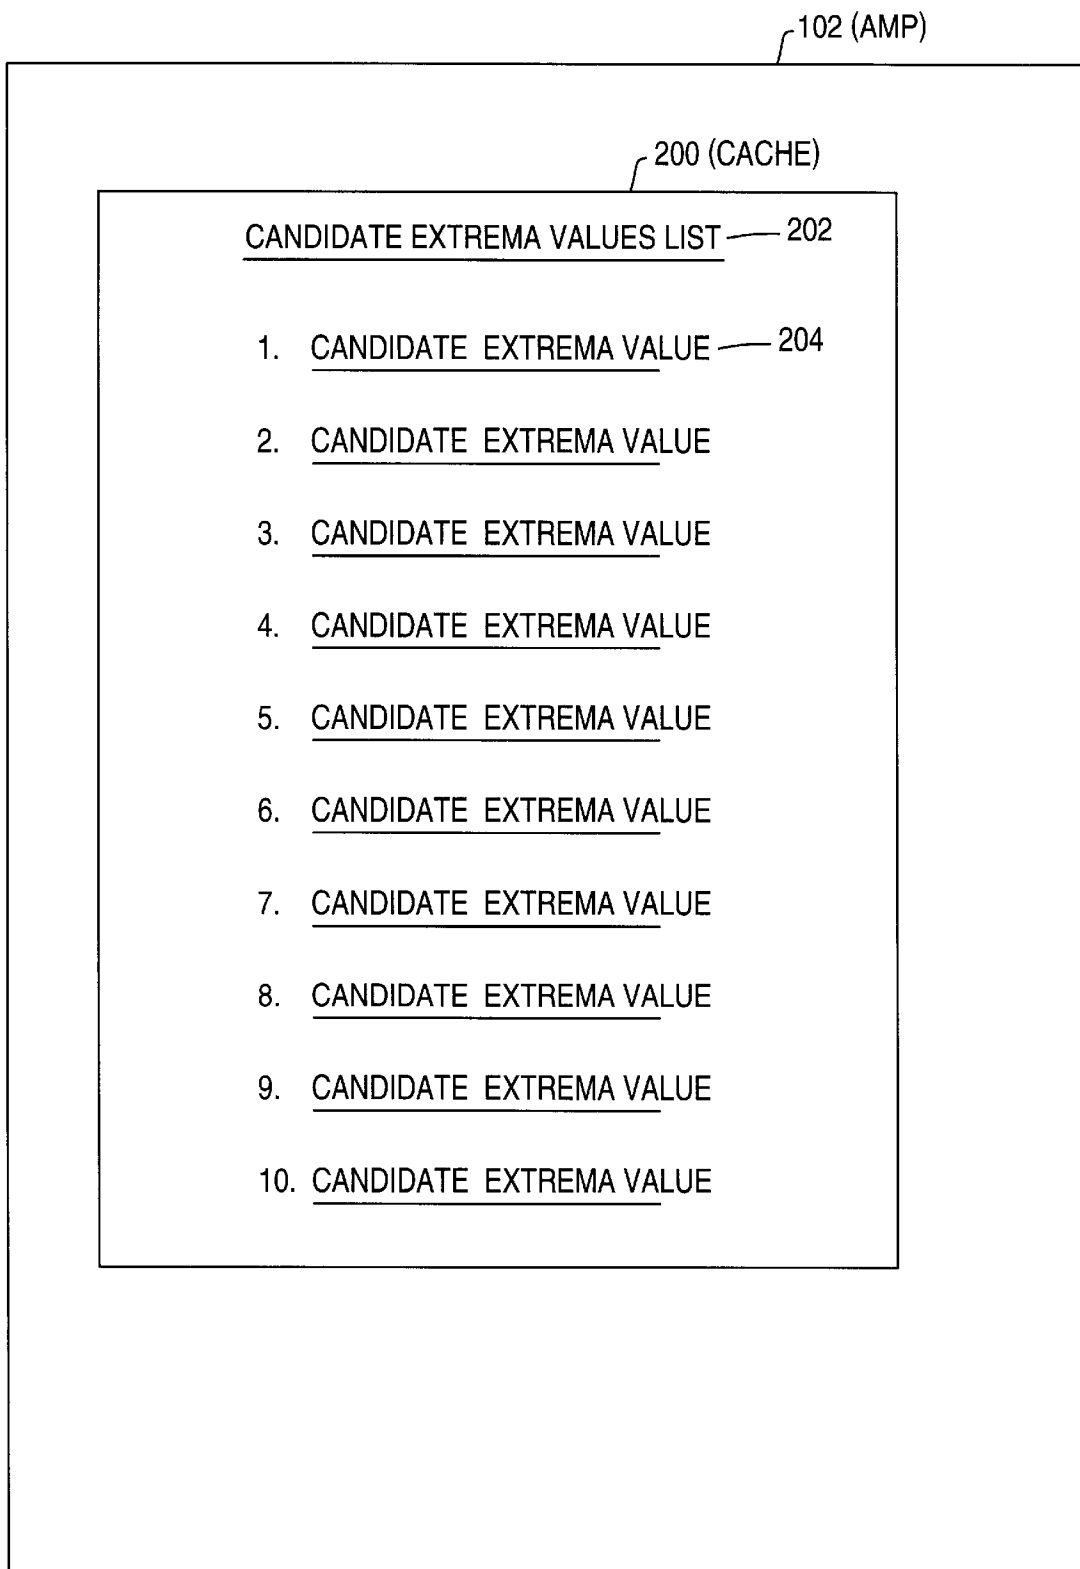 102 (AMP)
200 (CACHE)
CANDIDATE EXTREMA VALUES LIST 202
1. CANDIDATE EXTREMA VALUE 204
2. CANDIDATE EXTREMA VALUE
3. CANDIDATE EXTREMA VALUE
4. CANDIDATE EXTREMA VALUE
5. CANDIDATE EXTREMA VALUE
6. CANDIDATE EXTREMA VALUE
7. CANDIDATE EXTREMA VALUE
8. CANDIDATE EXTREMA VALUE
9. CANDIDATE EXTREMA VALUE
10. CANDIDATE EXTREMA VALUE